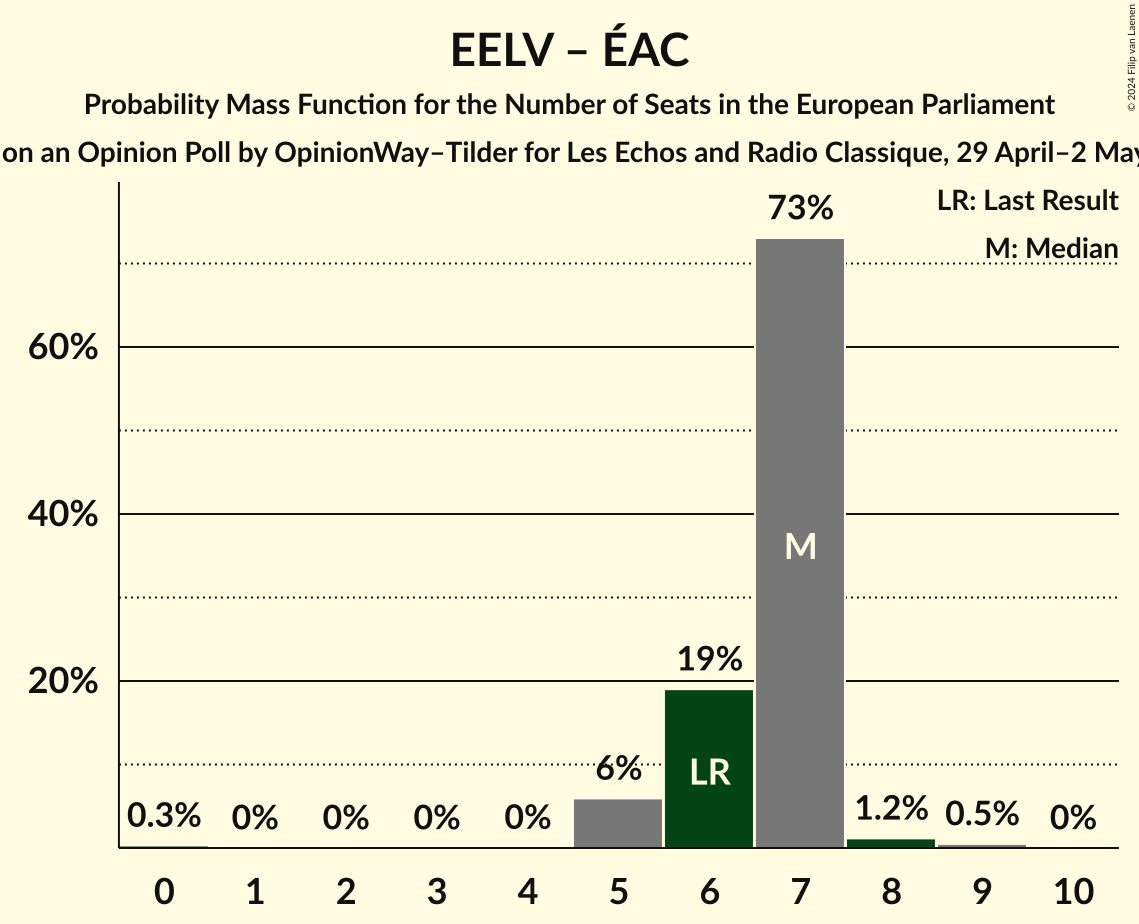 EELV – ÉAC
Probability Mass Function for the Number of Seats in the European Parliament
on an Opinion Poll by OpinionWay–Tilder for Les Echos and Radio Classique, 29 April–2 May
© 2024 Filip van Laenen
LR: Last Result
M: Median
73%
60%
40%
M
19%
20%
6%
LR
0.3%
0%
0%
0%
0%
1.2%
0.5%
0%
0 1 2 3 4 5 6 7 8 9 10